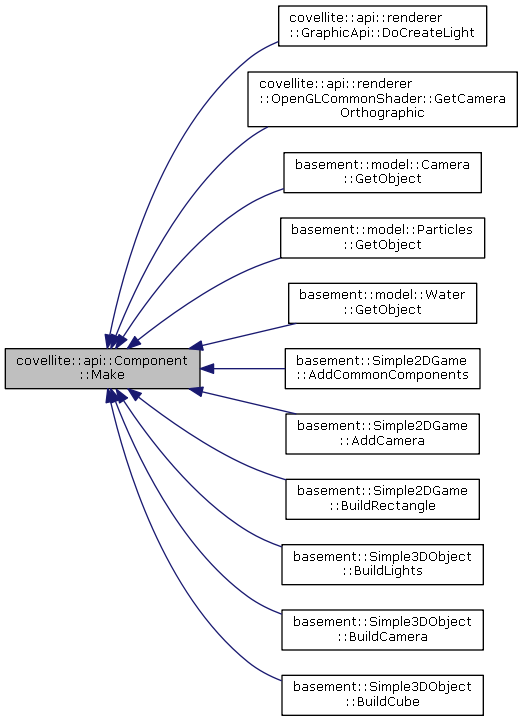 covellite::api::renderer
::GraphicApi::DoCreateLight
covellite::api::renderer
::OpenGLCommonShader::GetCamera
Orthographic
basement::model::Camera
::GetObject
basement::model::Particles
::GetObject
basement::model::Water
::GetObject
covellite::api::Component
::Make
basement::Simple2DGame
::AddCommonComponents
basement::Simple2DGame
::AddCamera
basement::Simple2DGame
::BuildRectangle
basement::Simple3DObject
::BuildLights
basement::Simple3DObject
::BuildCamera
basement::Simple3DObject
::BuildCube